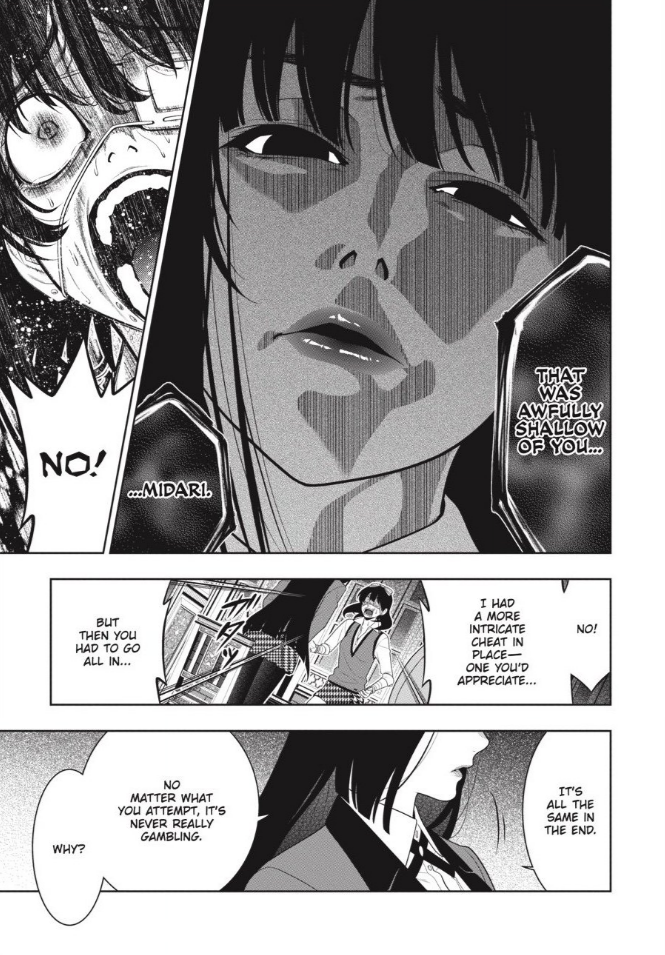 THAT
WAS
AWFULLY
SHALLOW
OF YOU...
...MIDARI.
NO!
NO!
I HAD
A MORE
INTRICATE
CHEAT IN
PLACE—
ONE YOU'D
APPRECIATE...
BUT
THEN YOU
HAD TO GO
ALL IN...
IT'S
ALL THE
SAME IN
THE END.
NO
MATTER WHAT
YOU ATTEMPT, IT'S
NEVER REALLY
GAMBLING.
WHY?